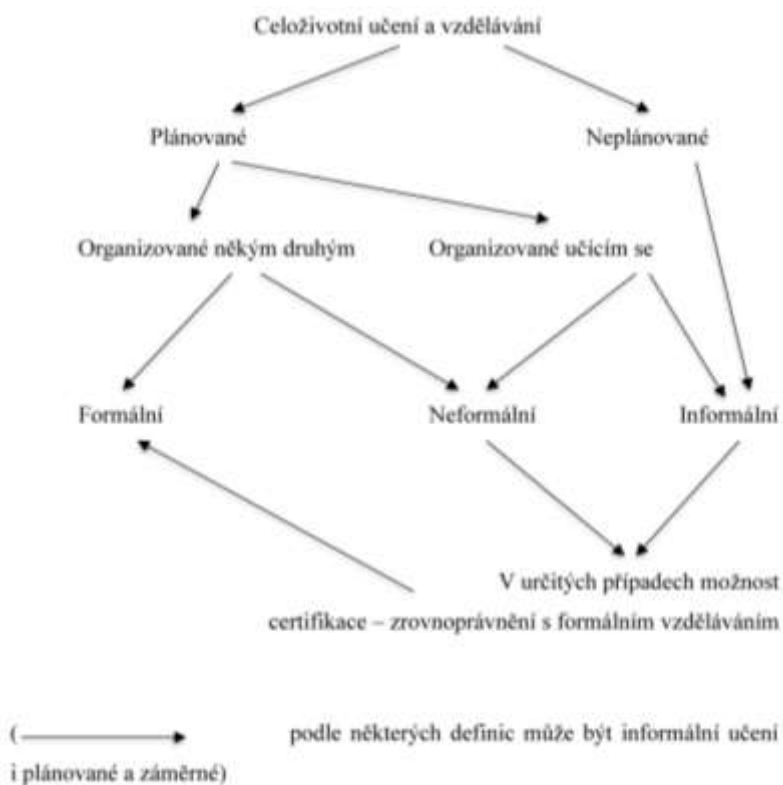 Celoživotní učení a vzdělávání
Plánované Neplánované
Organizované někým druhým Organizované učícím se
Formální Neformální Informální
V určitých případech možnost
certifikace – zrovnoprávnění s formálním vzděláváním
( podle některých definic může být informální učení
i plánované a záměrné)